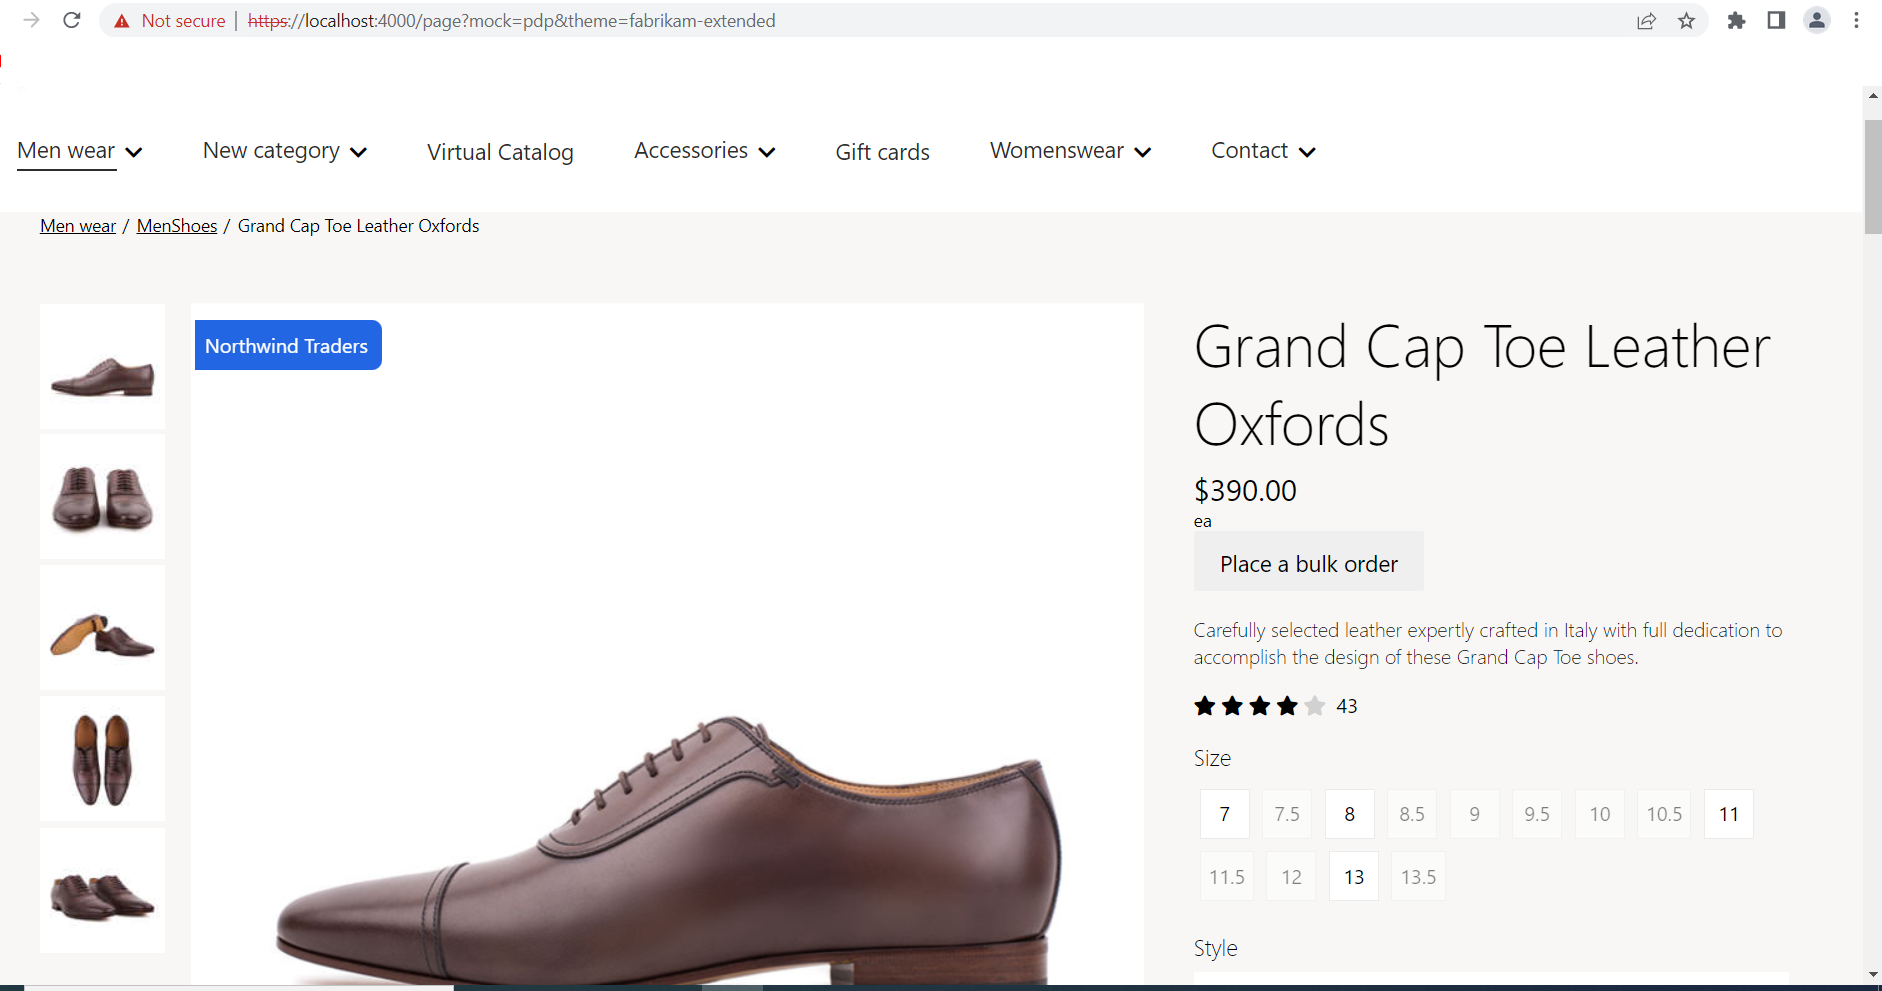 Not secure | https://localhost:4000/page?mock=pdp&theme=fabrikam-extended
Men wear New category Virtual Catalog Accessories Gift cards Womenswear Contact
Men wear / MenShoes / Grand Cap Toe Leather Oxfords
Northwind Traders
Grand Cap Toe Leather
Oxfords
$390.00
ea
Place a bulk order
Carefully selected leather expertly crafted in Italy with full dedication to
accomplish the design of these Grand Cap Toe shoes.
43
Size
7 7.5 8 8.5 9 9.5 10 10.5 11
11.5 12 13 13.5
Style